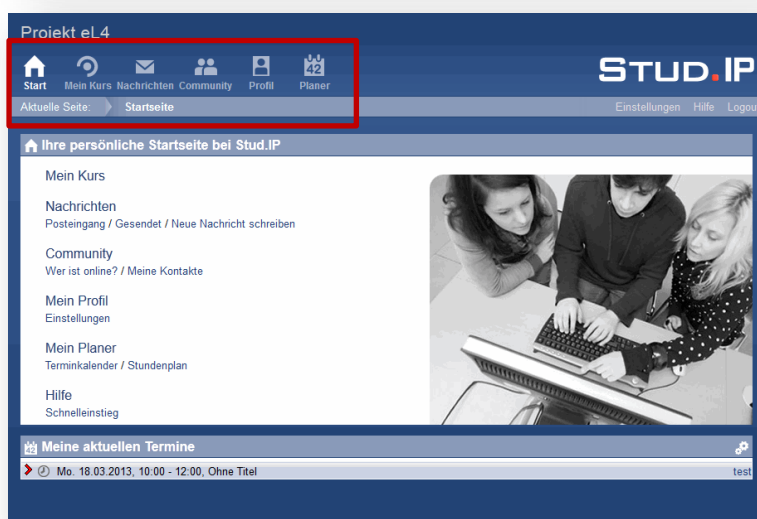 Projekt eL4
42
Start Mein Kurs Nachrichten Community Profil Planer
STUD.IP
Aktuelle Seite: Startseite Einstellungen Hilfe Logou
Ihre persönliche Startseite bei Stud.IP
Mein Kurs
Nachrichten
Posteingang / Gesendet / Neue Nachricht schreiben
Community
Wer ist online? / Meine Kontakte
Mein Profil
Einstellungen
Mein Planer
Terminkalender / Stundenplan
Hilfe
Schnelleinstieg
42 Meine aktuellen Termine
Mo. 18.03.2013, 10:00 - 12:00, Ohne Titel test